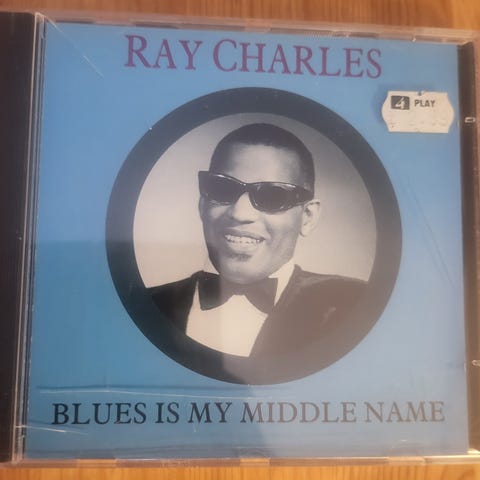 RAY CHARLES
4 PLAY
BLUES IS MY MIDDLE NAME